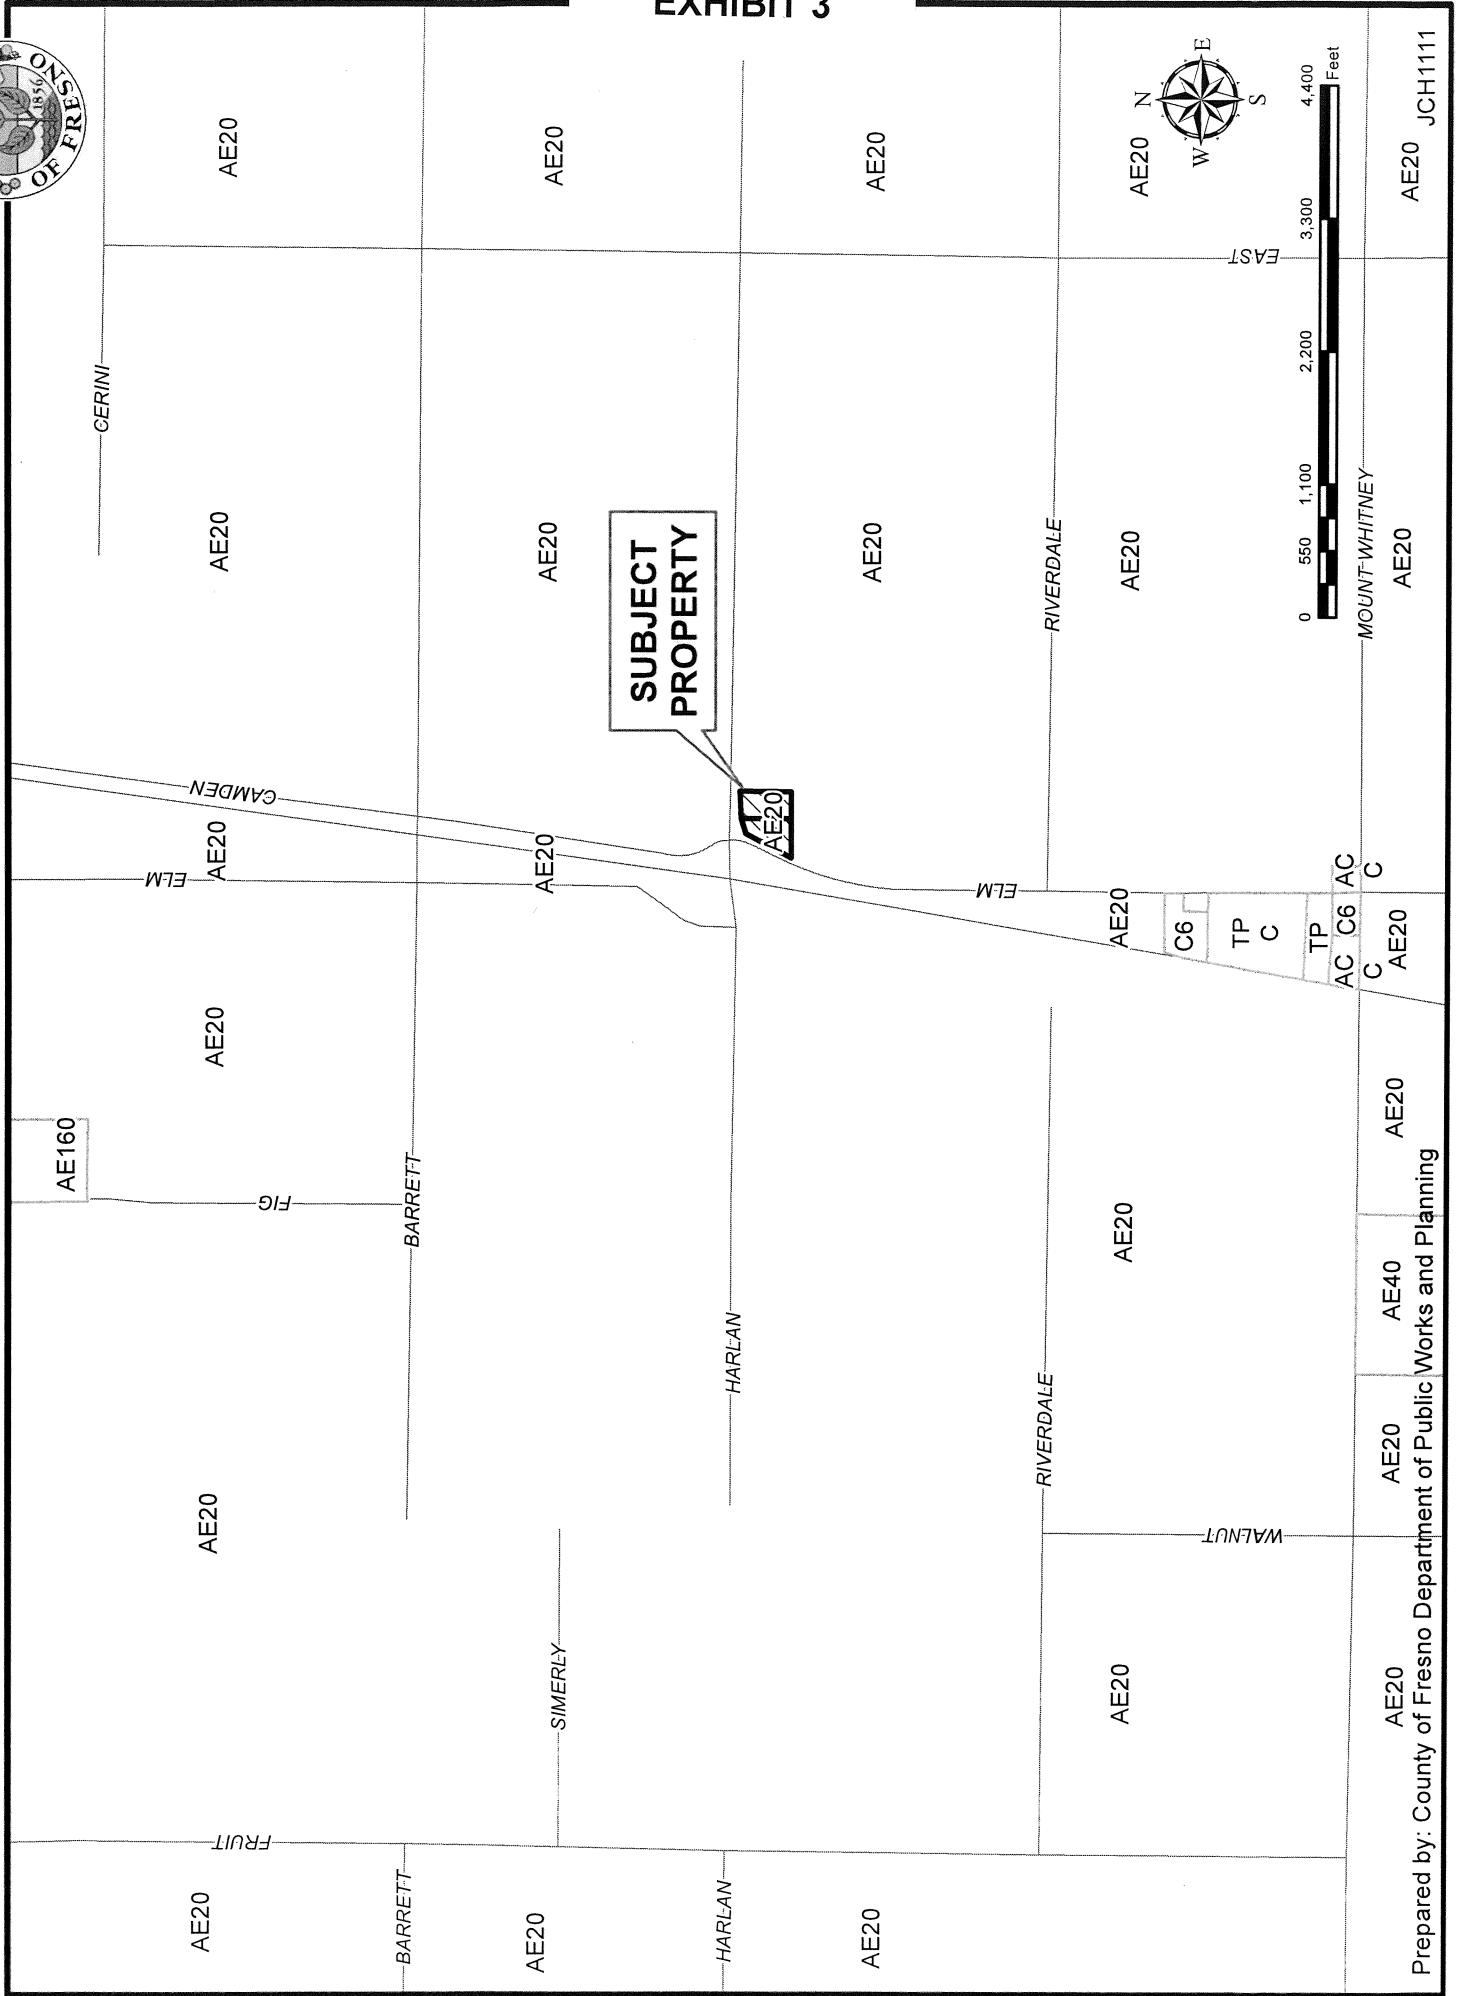 EXHIBIT 3
OF FRESNO
1856
CERINI
AE160
AE20
AE20
AE20
AE20
AE20
AE20
AE20
FRUIT
FIG
ELM
CAMDEN
BARRETT
BARRETT
AE20
AE20
AE20
AE20
SIMERLY
SUBJECT
PROPERTY
HARLAN
HARLAN
AE20
AE20
AE20
AE20
ELM
RIVERDALE
RIVERDALE
AE20
AE20
AE20
AE20
AE20
WALNUT
EAST
C6
TP
C
TP
AC
C6
AC
C
C
N
W
E
S
0
550
1,100
2,200
3,300
4,400
Feet
MOUNT WHITNEY
AE20
AE20
AE40
AE20
AE20
AE20
AE20
Prepared by: County of Fresno Department of Public Works and Planning
JCH1111